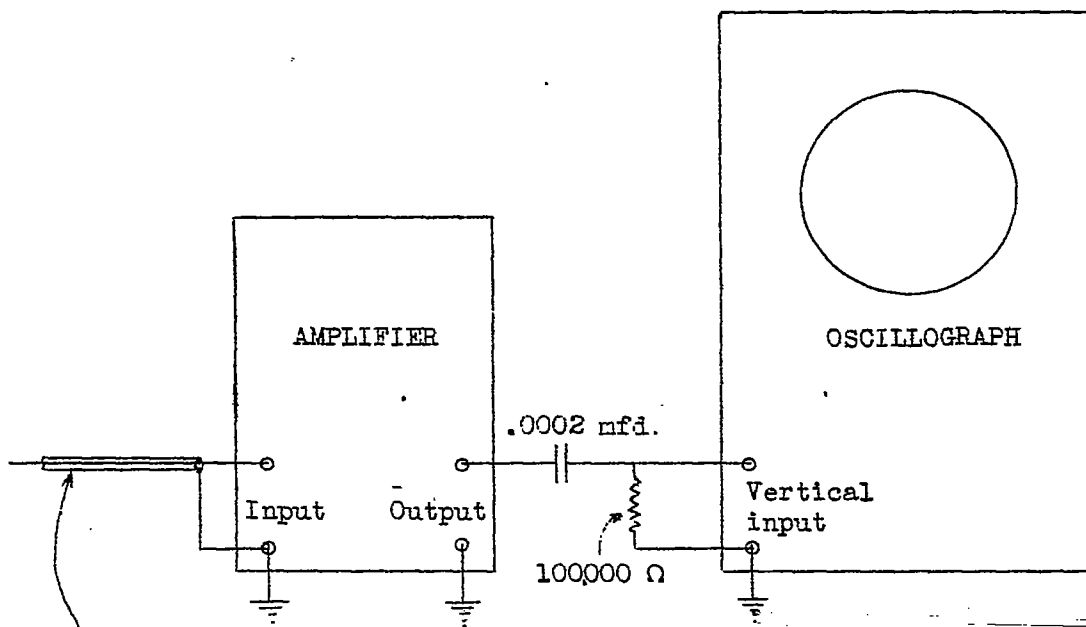 AMPLIFIER
OSCILLOGRAPH
.0002 mfd.
Input
Output
Vertical
input
100,000 Ω